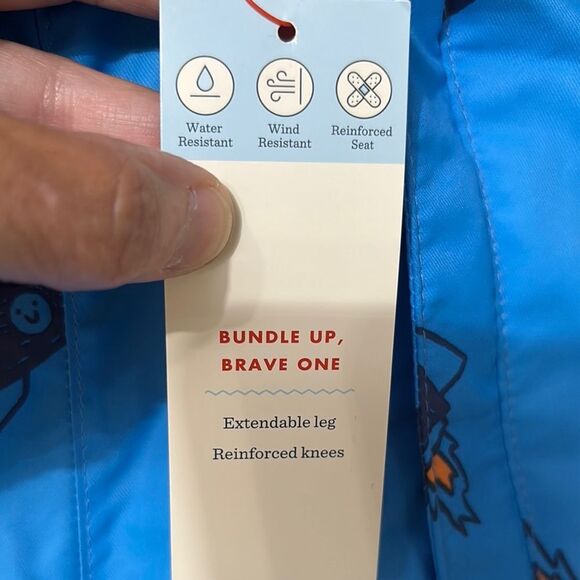 Water Wind Reinforced
Resistant Resistant Seat
BUNDLE UP,
BRAVE ONE
Extendable leg
Reinforced knees